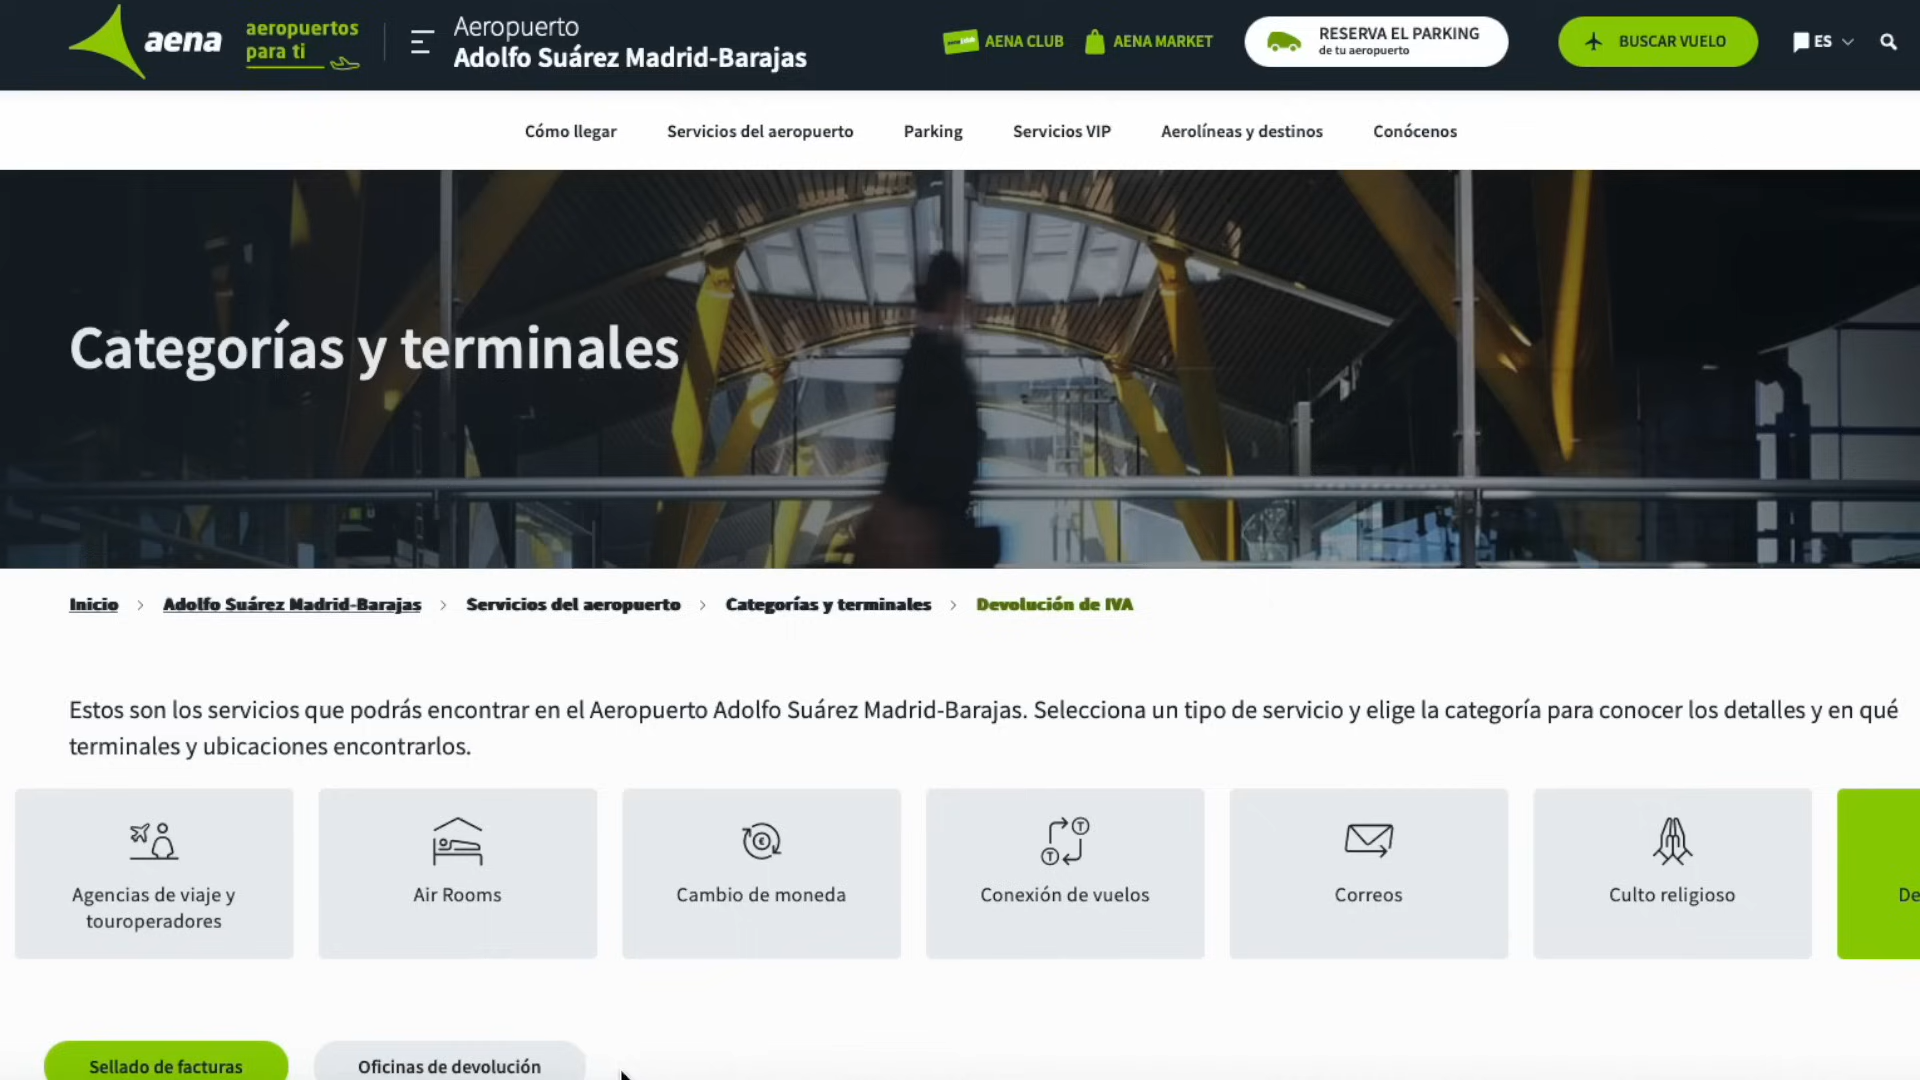 aena
aeropuertos
para ti
Aeropuerto
Adolfo Suárez Madrid-Barajas
AENA CLUB
AENA MARKET
RESERVA EL PARKING
de tu aeropuerto
BUSCAR VUELO
ES
Cómo llegar
Servicios del aeropuerto
Parking
Servicios VIP
Aerolíneas y destinos
Conócenos
Categorías y terminales
Inicio > Adolfo Suárez Madrid-Barajas > Servicios del aeropuerto > Categorías y terminales > Devolución de IVA
Estos son los servicios que podrás encontrar en el Aeropuerto Adolfo Suárez Madrid-Barajas. Selecciona un tipo de servicio y elige la categoría para conocer los detalles y en qué
terminales y ubicaciones encontrarlos.
Agencias de viaje y
touroperadores
Air Rooms
Cambio de moneda
Conexión de vuelos
Correos
Culto religioso
De
Sellado de facturas
Oficinas de devolución